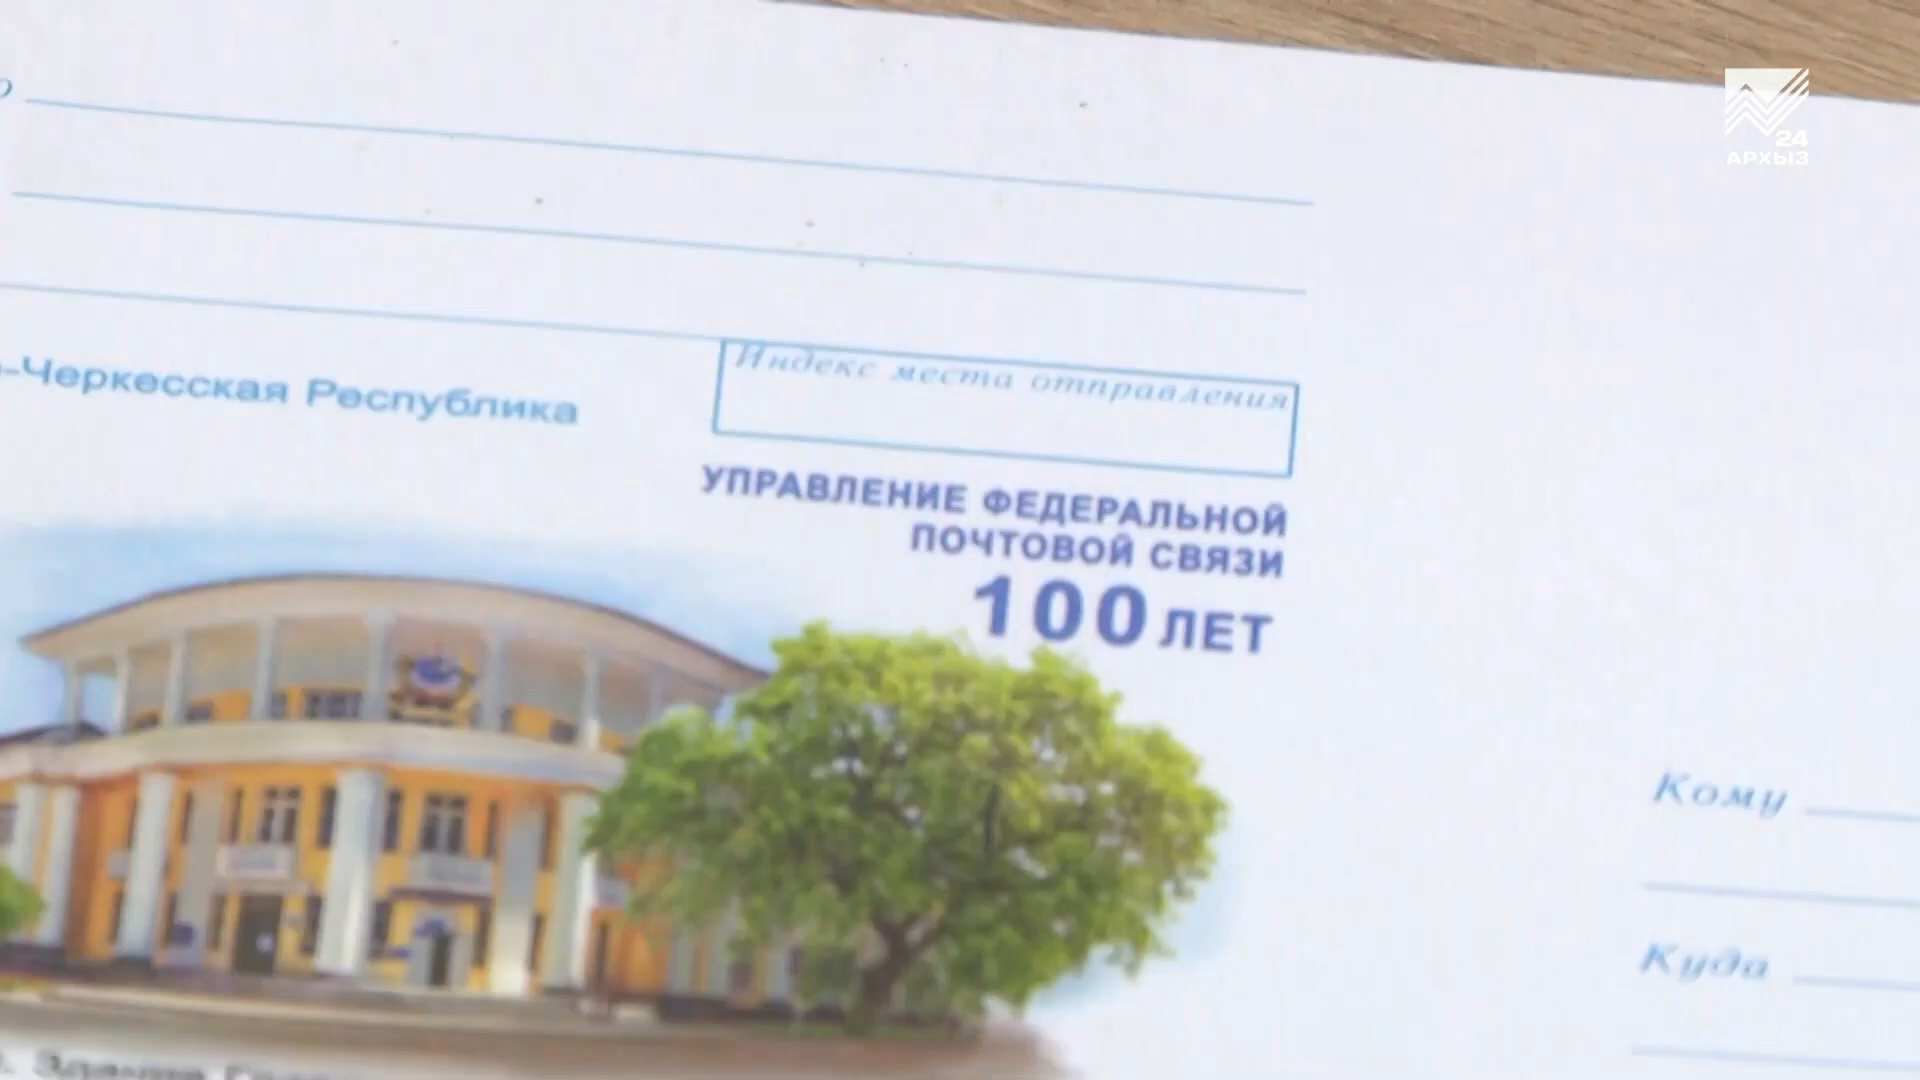 24
АРХЫЗ
-Черкесская Республика
Индекс места отправления
УПРАВЛЕНИЕ ФЕДЕРАЛЬНОЙ
ПОЧТОВОЙ СВЯЗИ
100 ЛЕТ
Кому
Куда